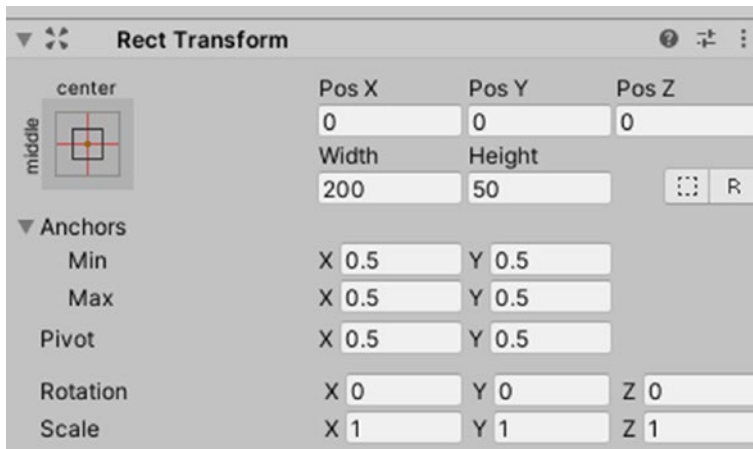 Rect Transform
center
middle
Pos X Pos Y Pos Z
0 0 0
Width Height
200 50
R
Anchors
Min X 0.5 Y 0.5
Max X 0.5 Y 0.5
Pivot X 0.5 Y 0.5
Rotation X 0 Y 0 Z 0
Scale X 1 Y 1 Z 1